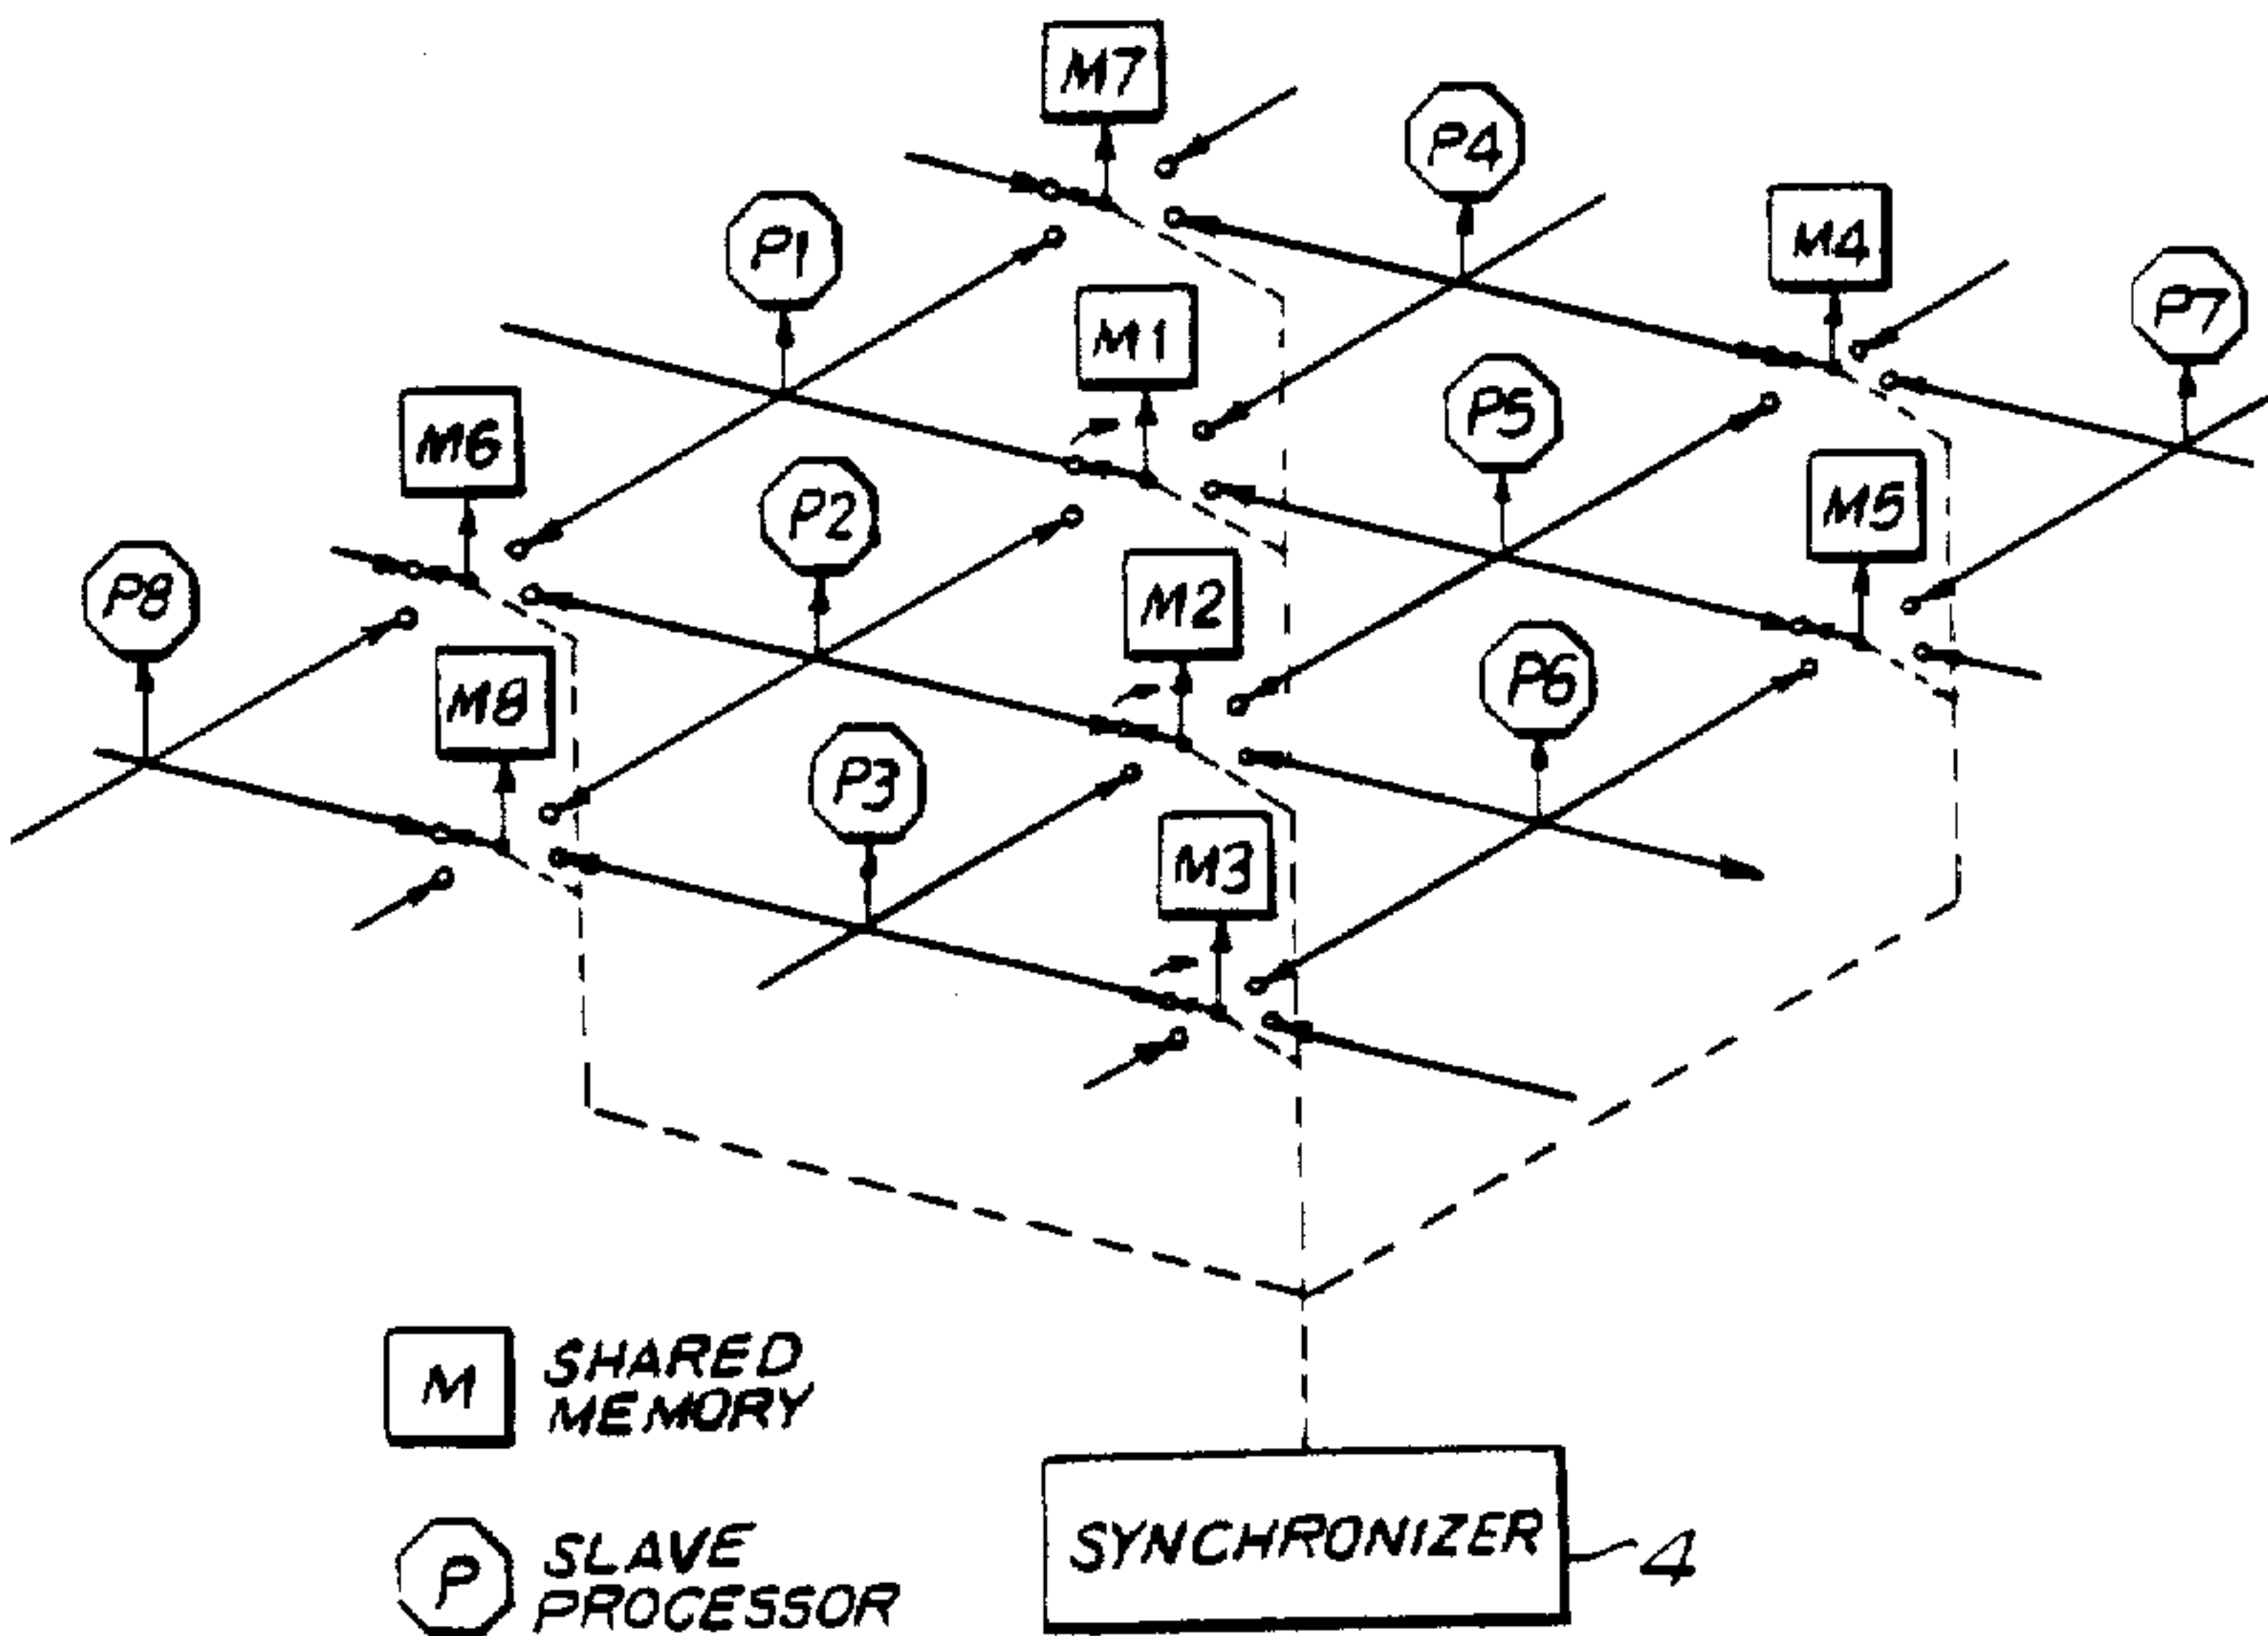 M7
P4
P1
M4
M1
P7
M6
P5
P2
M5
P8
M2
M8
P6
P3
M3
M
SHARED
MEMORY
P
SLAVE
PROCESSOR
SYNCHRONIZER
4